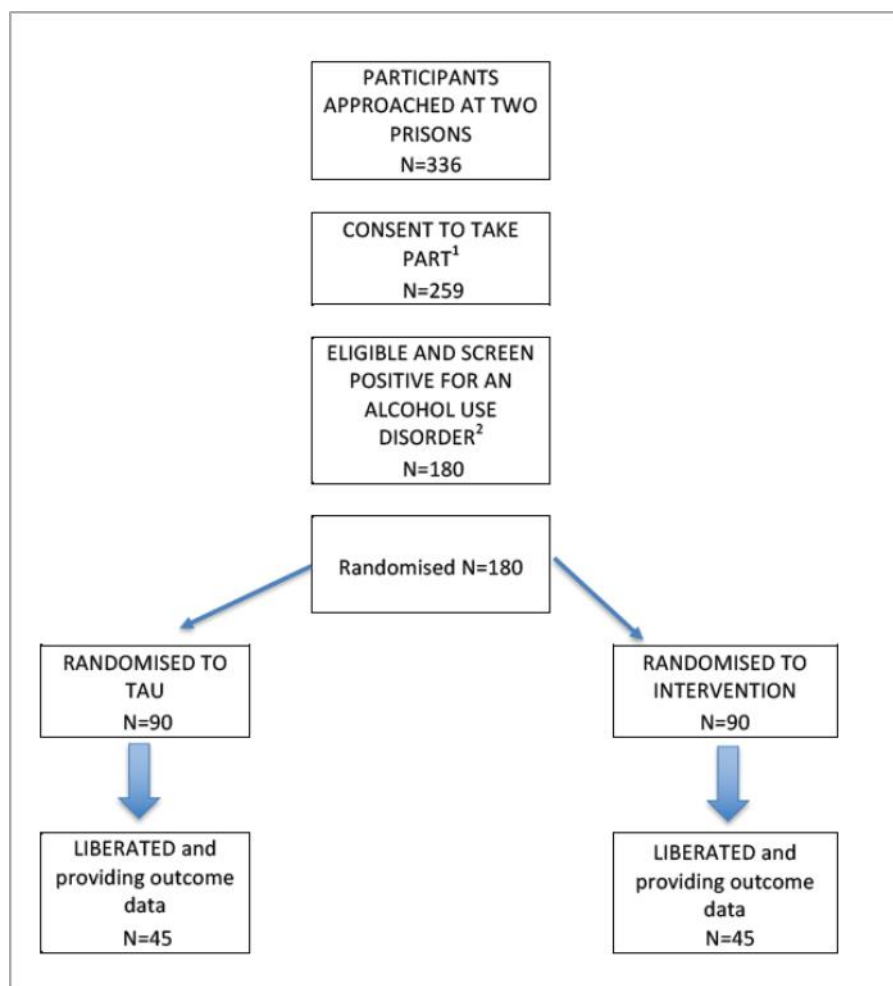 PARTICIPANTS
APPROACHED AT TWO
PRISONS
N=336
CONSENT TO TAKE
PART¹
N=259
ELIGIBLE AND SCREEN
POSITIVE FOR AN
ALCOHOL USE
DISORDER²
N=180
Randomised N=180
RANDOMISED TO
TAU
N=90
RANDOMISED TO
INTERVENTION
N=90
LIBERATED and
providing outcome
data
N=45
LIBERATED and
providing outcome
data
N=45